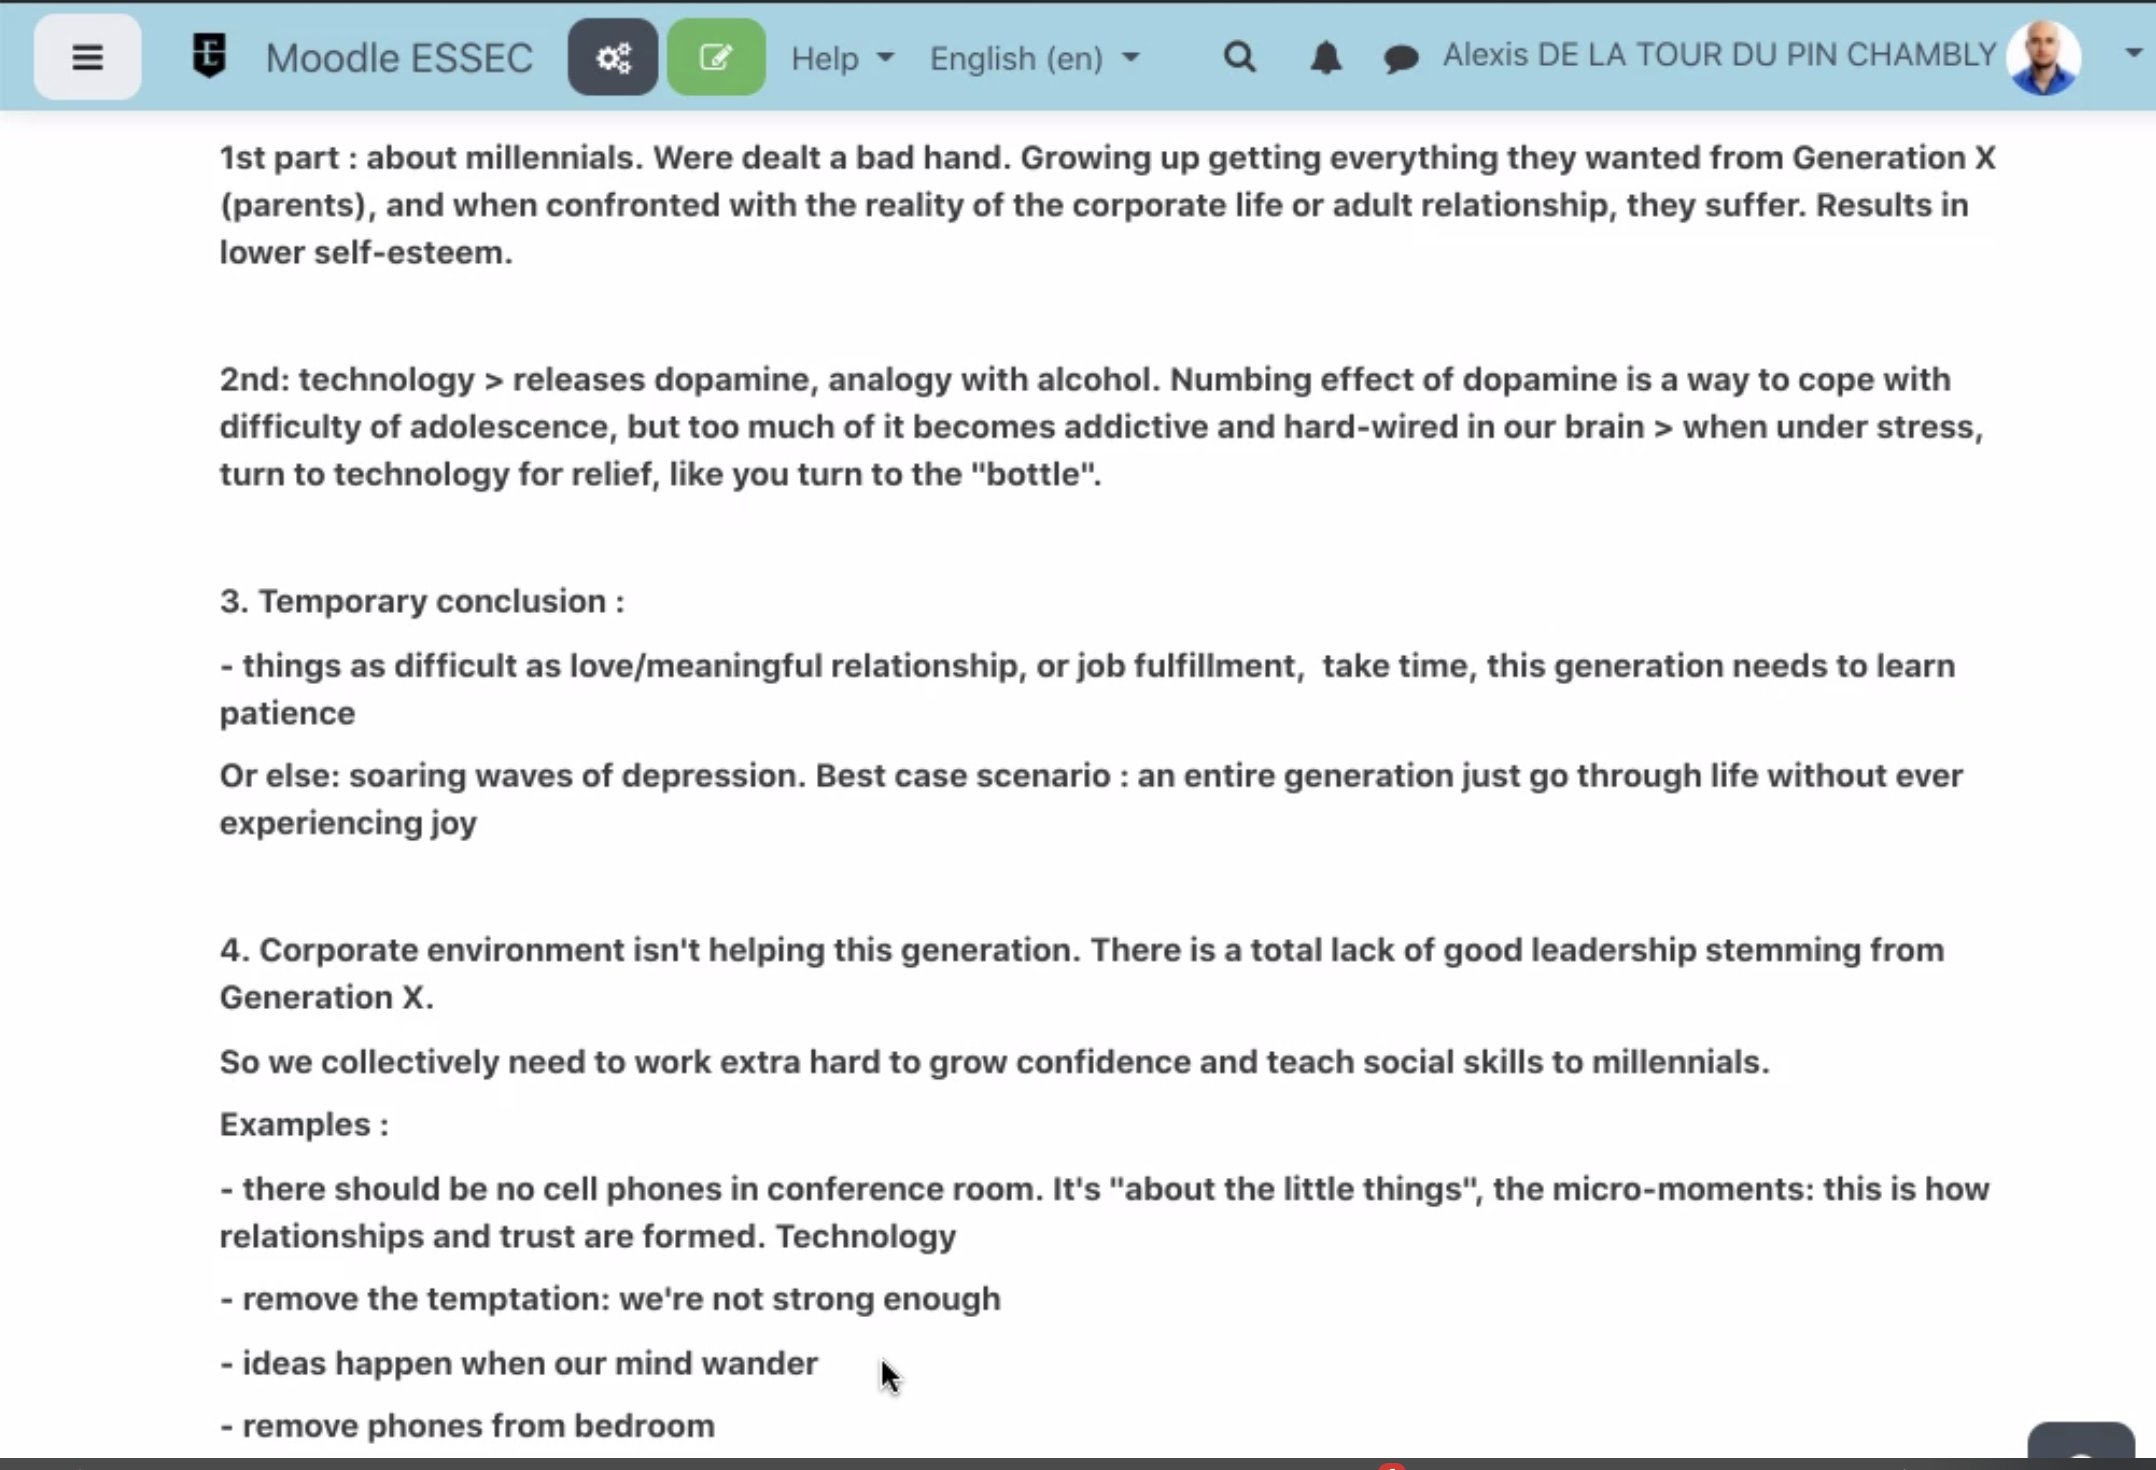 Moodle ESSEC Help English (en) Alexis DE LA TOUR DU PIN CHAMBLY
1st part : about millennials. Were dealt a bad hand. Growing up getting everything they wanted from Generation X
(parents), and when confronted with the reality of the corporate life or adult relationship, they suffer. Results in
lower self-esteem.
2nd: technology > releases dopamine, analogy with alcohol. Numbing effect of dopamine is a way to cope with
difficulty of adolescence, but too much of it becomes addictive and hard-wired in our brain > when under stress,
turn to technology for relief, like you turn to the "bottle".
3. Temporary conclusion :
- things as difficult as love/meaningful relationship, or job fulfillment,  take time, this generation needs to learn
patience
Or else: soaring waves of depression. Best case scenario : an entire generation just go through life without ever
experiencing joy
4. Corporate environment isn't helping this generation. There is a total lack of good leadership stemming from
Generation X.
So we collectively need to work extra hard to grow confidence and teach social skills to millennials.
Examples :
- there should be no cell phones in conference room. It's "about the little things", the micro-moments: this is how
relationships and trust are formed. Technology
- remove the temptation: we're not strong enough
- ideas happen when our mind wander
- remove phones from bedroom